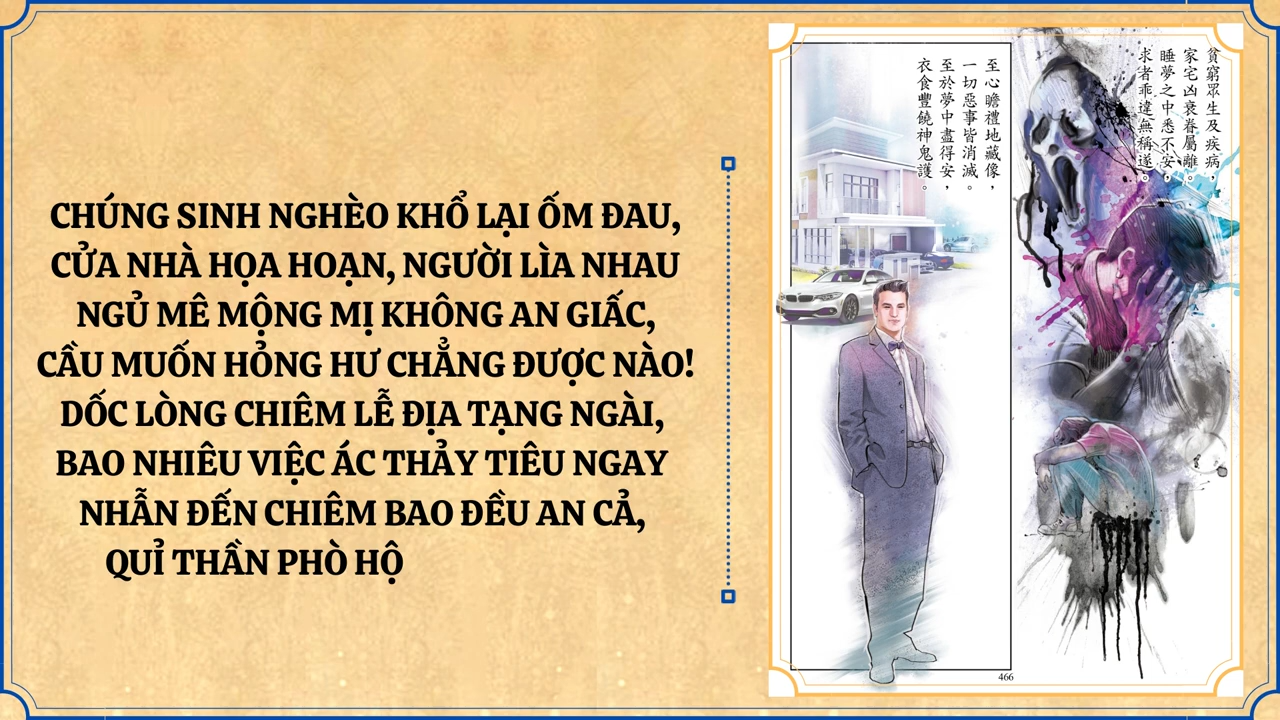 CHÚNG SINH NGHÈO KHỔ LẠI ỐM ĐAU,
CỬA NHÀ HỌA HOẠN, NGƯỜI LÌA NHAU
NGỦ MÊ MỘNG MỊ KHÔNG AN GIẤC,
CẦU MUỐN HỎNG HƯ CHẲNG ĐƯỢC NÀO!
DỐC LÒNG CHIÊM LỄ ĐỊA TẠNG NGÀI,
BAO NHIÊU VIỆC ÁC THẢY TIÊU NGAY
NHẪN ĐẾN CHIÊM BAO ĐỀU AN CẢ,
QUỈ THẦN PHÒ HỘ
貧窮眾生及疾病,
家宅凶衰眷屬離。
睡夢之中悉不安,
求者乖違無稱遂。
至心瞻禮地藏像,
一切惡事皆消滅。
至於夢中盡得安,
衣食豐饒神鬼護。
466